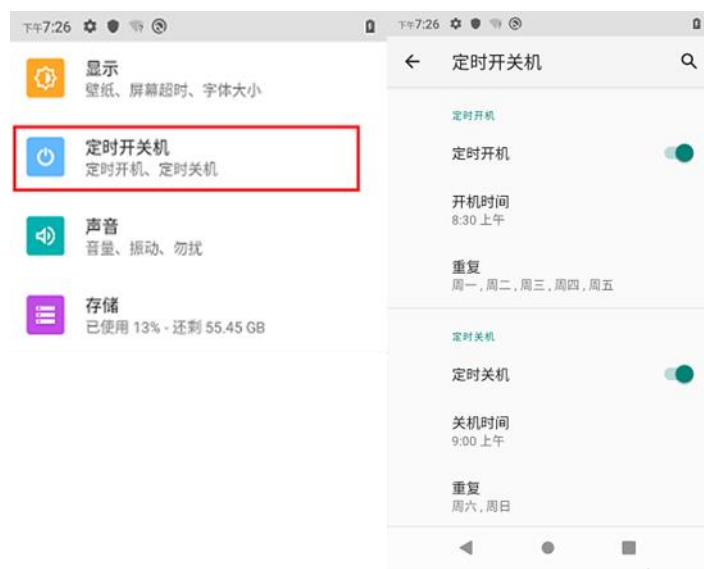 下午7:26
显示
壁纸、屏幕超时、字体大小
定时开关机
定时开机、定时关机
声音
音量、振动、勿扰
存储
已使用 13% - 还剩 55.45 GB
下午7:26
定时开关机
定时开机
定时开机
开机时间
8:30 上午
重复
周一 , 周二 , 周三 , 周四 , 周五
定时关机
定时关机
关机时间
9:00 上午
重复
周六 , 周日